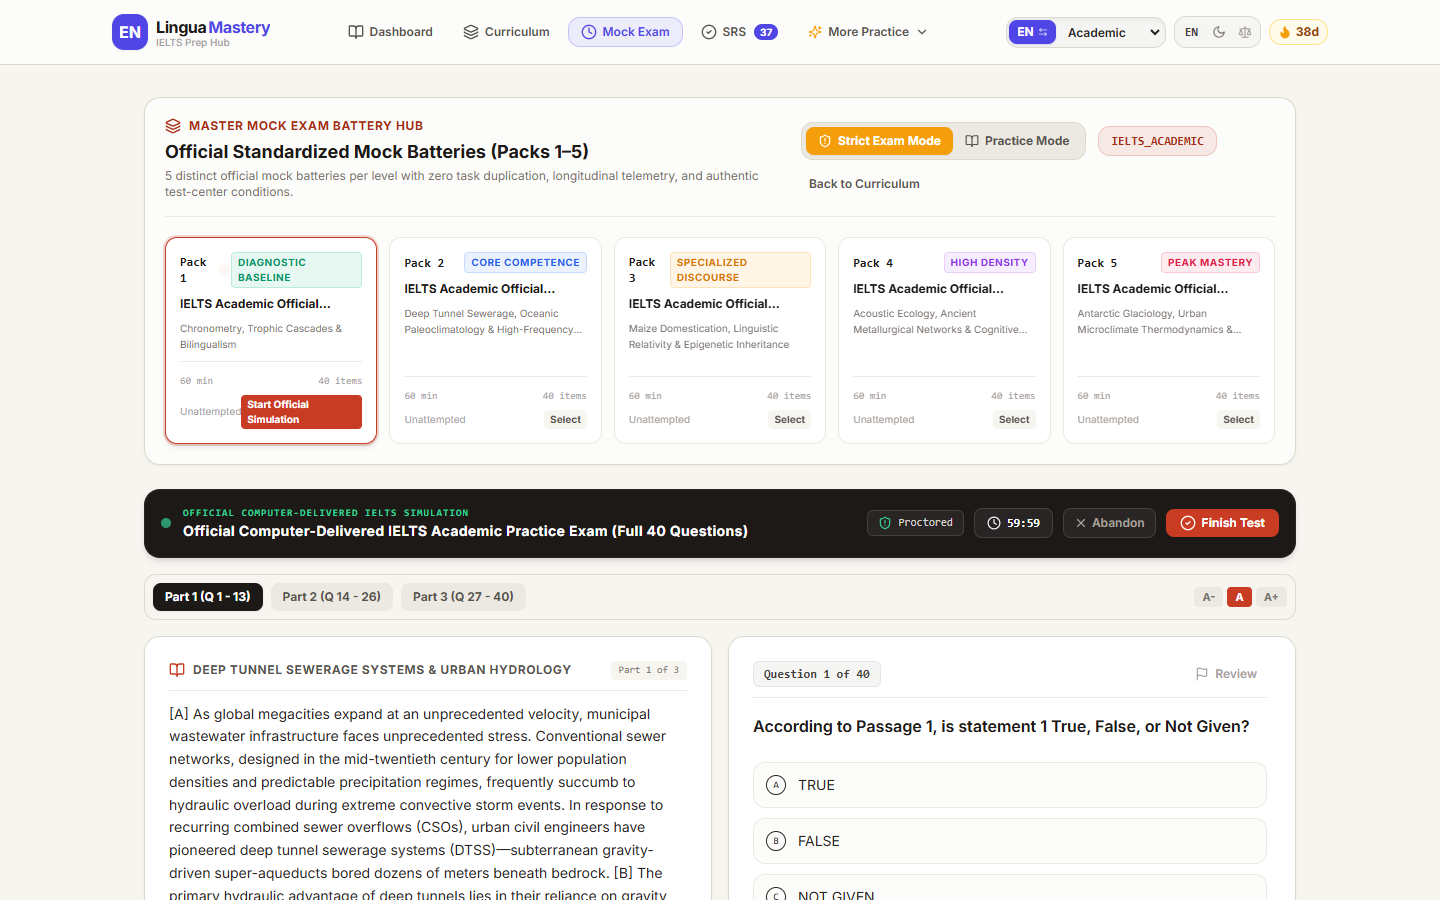 EN
LinguaMastery
IELTS Prep Hub
Dashboard
Curriculum
Mock Exam
SRS 37
More Practice
EN
Academic
EN
38d
MASTER MOCK EXAM BATTERY HUB
Official Standardized Mock Batteries (Packs 1–5)
5 distinct official mock batteries per level with zero task duplication, longitudinal telemetry, and authentic
test-center conditions.
Strict Exam Mode
Practice Mode
IELTS_ACADEMIC
Back to Curriculum
Pack
1
DIAGNOSTIC
BASELINE
IELTS Academic Official...
Chronometry, Trophic Cascades &
Bilingualism
60 min
40 items
Unattempted
Start Official
Simulation
Pack 2
CORE COMPETENCE
IELTS Academic Official...
Deep Tunnel Sewerage, Oceanic
Paleoclimatology & High-Frequency...
60 min
40 items
Unattempted
Select
Pack
3
SPECIALIZED
DISCOURSE
IELTS Academic Official...
Maize Domestication, Linguistic
Relativity & Epigenetic Inheritance
60 min
40 items
Unattempted
Select
Pack 4
HIGH DENSITY
IELTS Academic Official...
Acoustic Ecology, Ancient
Metallurgical Networks & Cognitive...
60 min
40 items
Unattempted
Select
Pack 5
PEAK MASTERY
IELTS Academic Official...
Antarctic Glaciology, Urban
Microclimate Thermodynamics &...
60 min
40 items
Unattempted
Select
OFFICIAL COMPUTER-DELIVERED IELTS SIMULATION
Official Computer-Delivered IELTS Academic Practice Exam (Full 40 Questions)
Proctored
59:59
Abandon
Finish Test
Part 1 (Q 1 - 13)
Part 2 (Q 14 - 26)
Part 3 (Q 27 - 40)
A-
A
A+
DEEP TUNNEL SEWERAGE SYSTEMS & URBAN HYDROLOGY
Part 1 of 3
[A] As global megacities expand at an unprecedented velocity, municipal
wastewater infrastructure faces unprecedented stress. Conventional sewer
networks, designed in the mid-twentieth century for lower population
densities and predictable precipitation regimes, frequently succumb to
hydraulic overload during extreme convective storm events. In response to
recurring combined sewer overflows (CSOs), urban civil engineers have
pioneered deep tunnel sewerage systems (DTSS)—subterranean gravity-
driven super-aqueducts bored dozens of meters beneath bedrock. [B] The
primary hydraulic advantage of deep tunnels lies in their reliance on gravity
Question 1 of 40
Review
According to Passage 1, is statement 1 True, False, or Not Given?
A TRUE
B FALSE
C NOT GIVEN